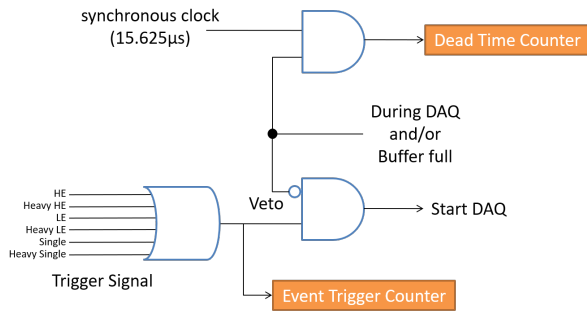 synchronous clock
(15.625μs)
Dead Time Counter
During DAQ
and/or
Buffer full
HE
Heavy HE
LE
Heavy LE
Single
Heavy Single
Veto
Start DAQ
Trigger Signal
Event Trigger Counter